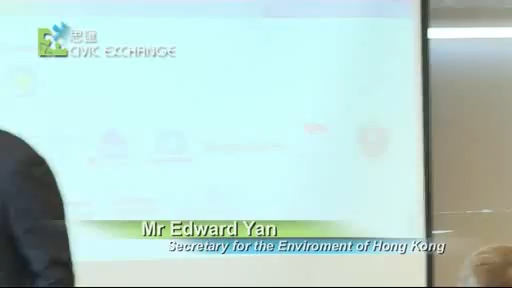 思匯
CIVIC EXCHANGE
Mr Edward Yan
Secretary for the Enviroment of Hong Kong